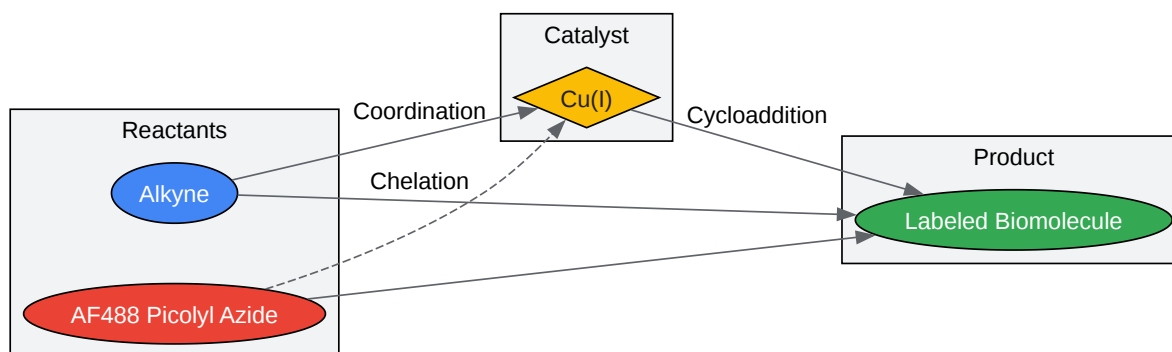 Catalyst
Cu(I)
Coordination
Cycloaddition
Reactants
Alkyne
Chelation
Product
Labeled Biomolecule
AF488 Picolyl Azide